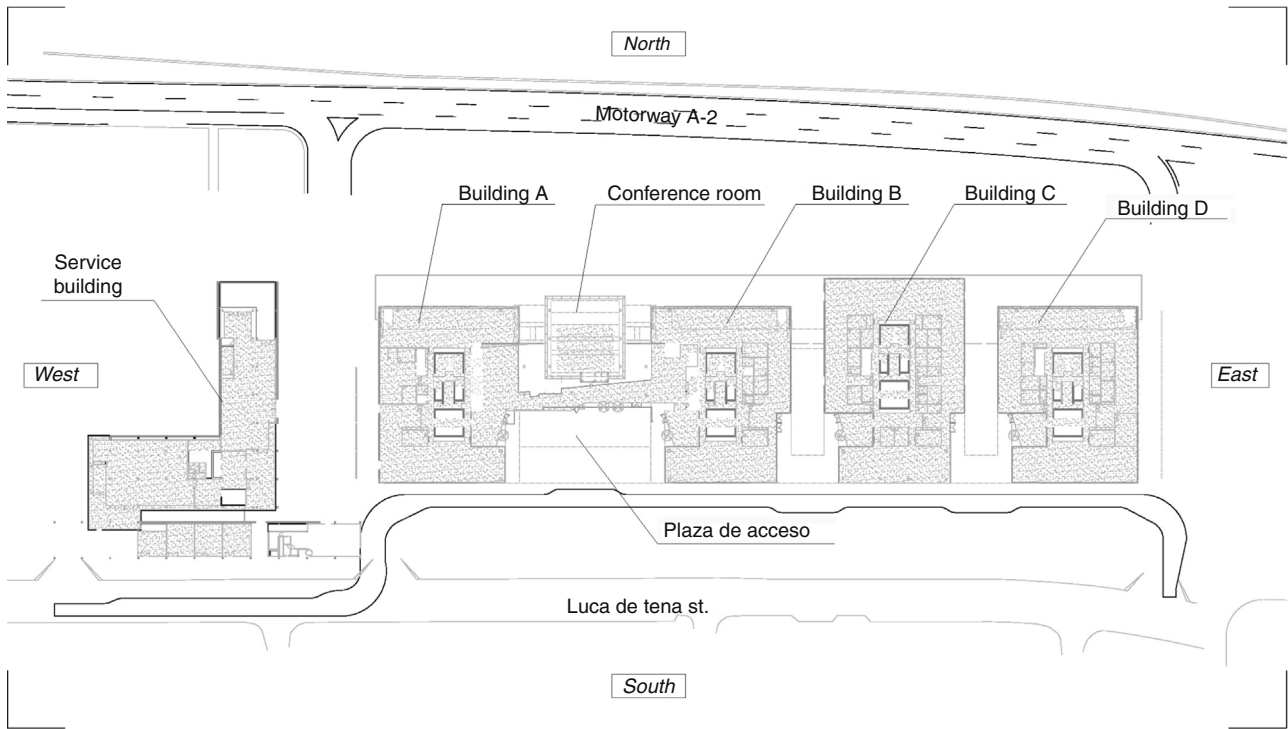 North
Motorway A-2
Building A
Conference room
Building B
Building C
Building D
Service
building
West
East
Plaza de acceso
Luca de tena st.
South